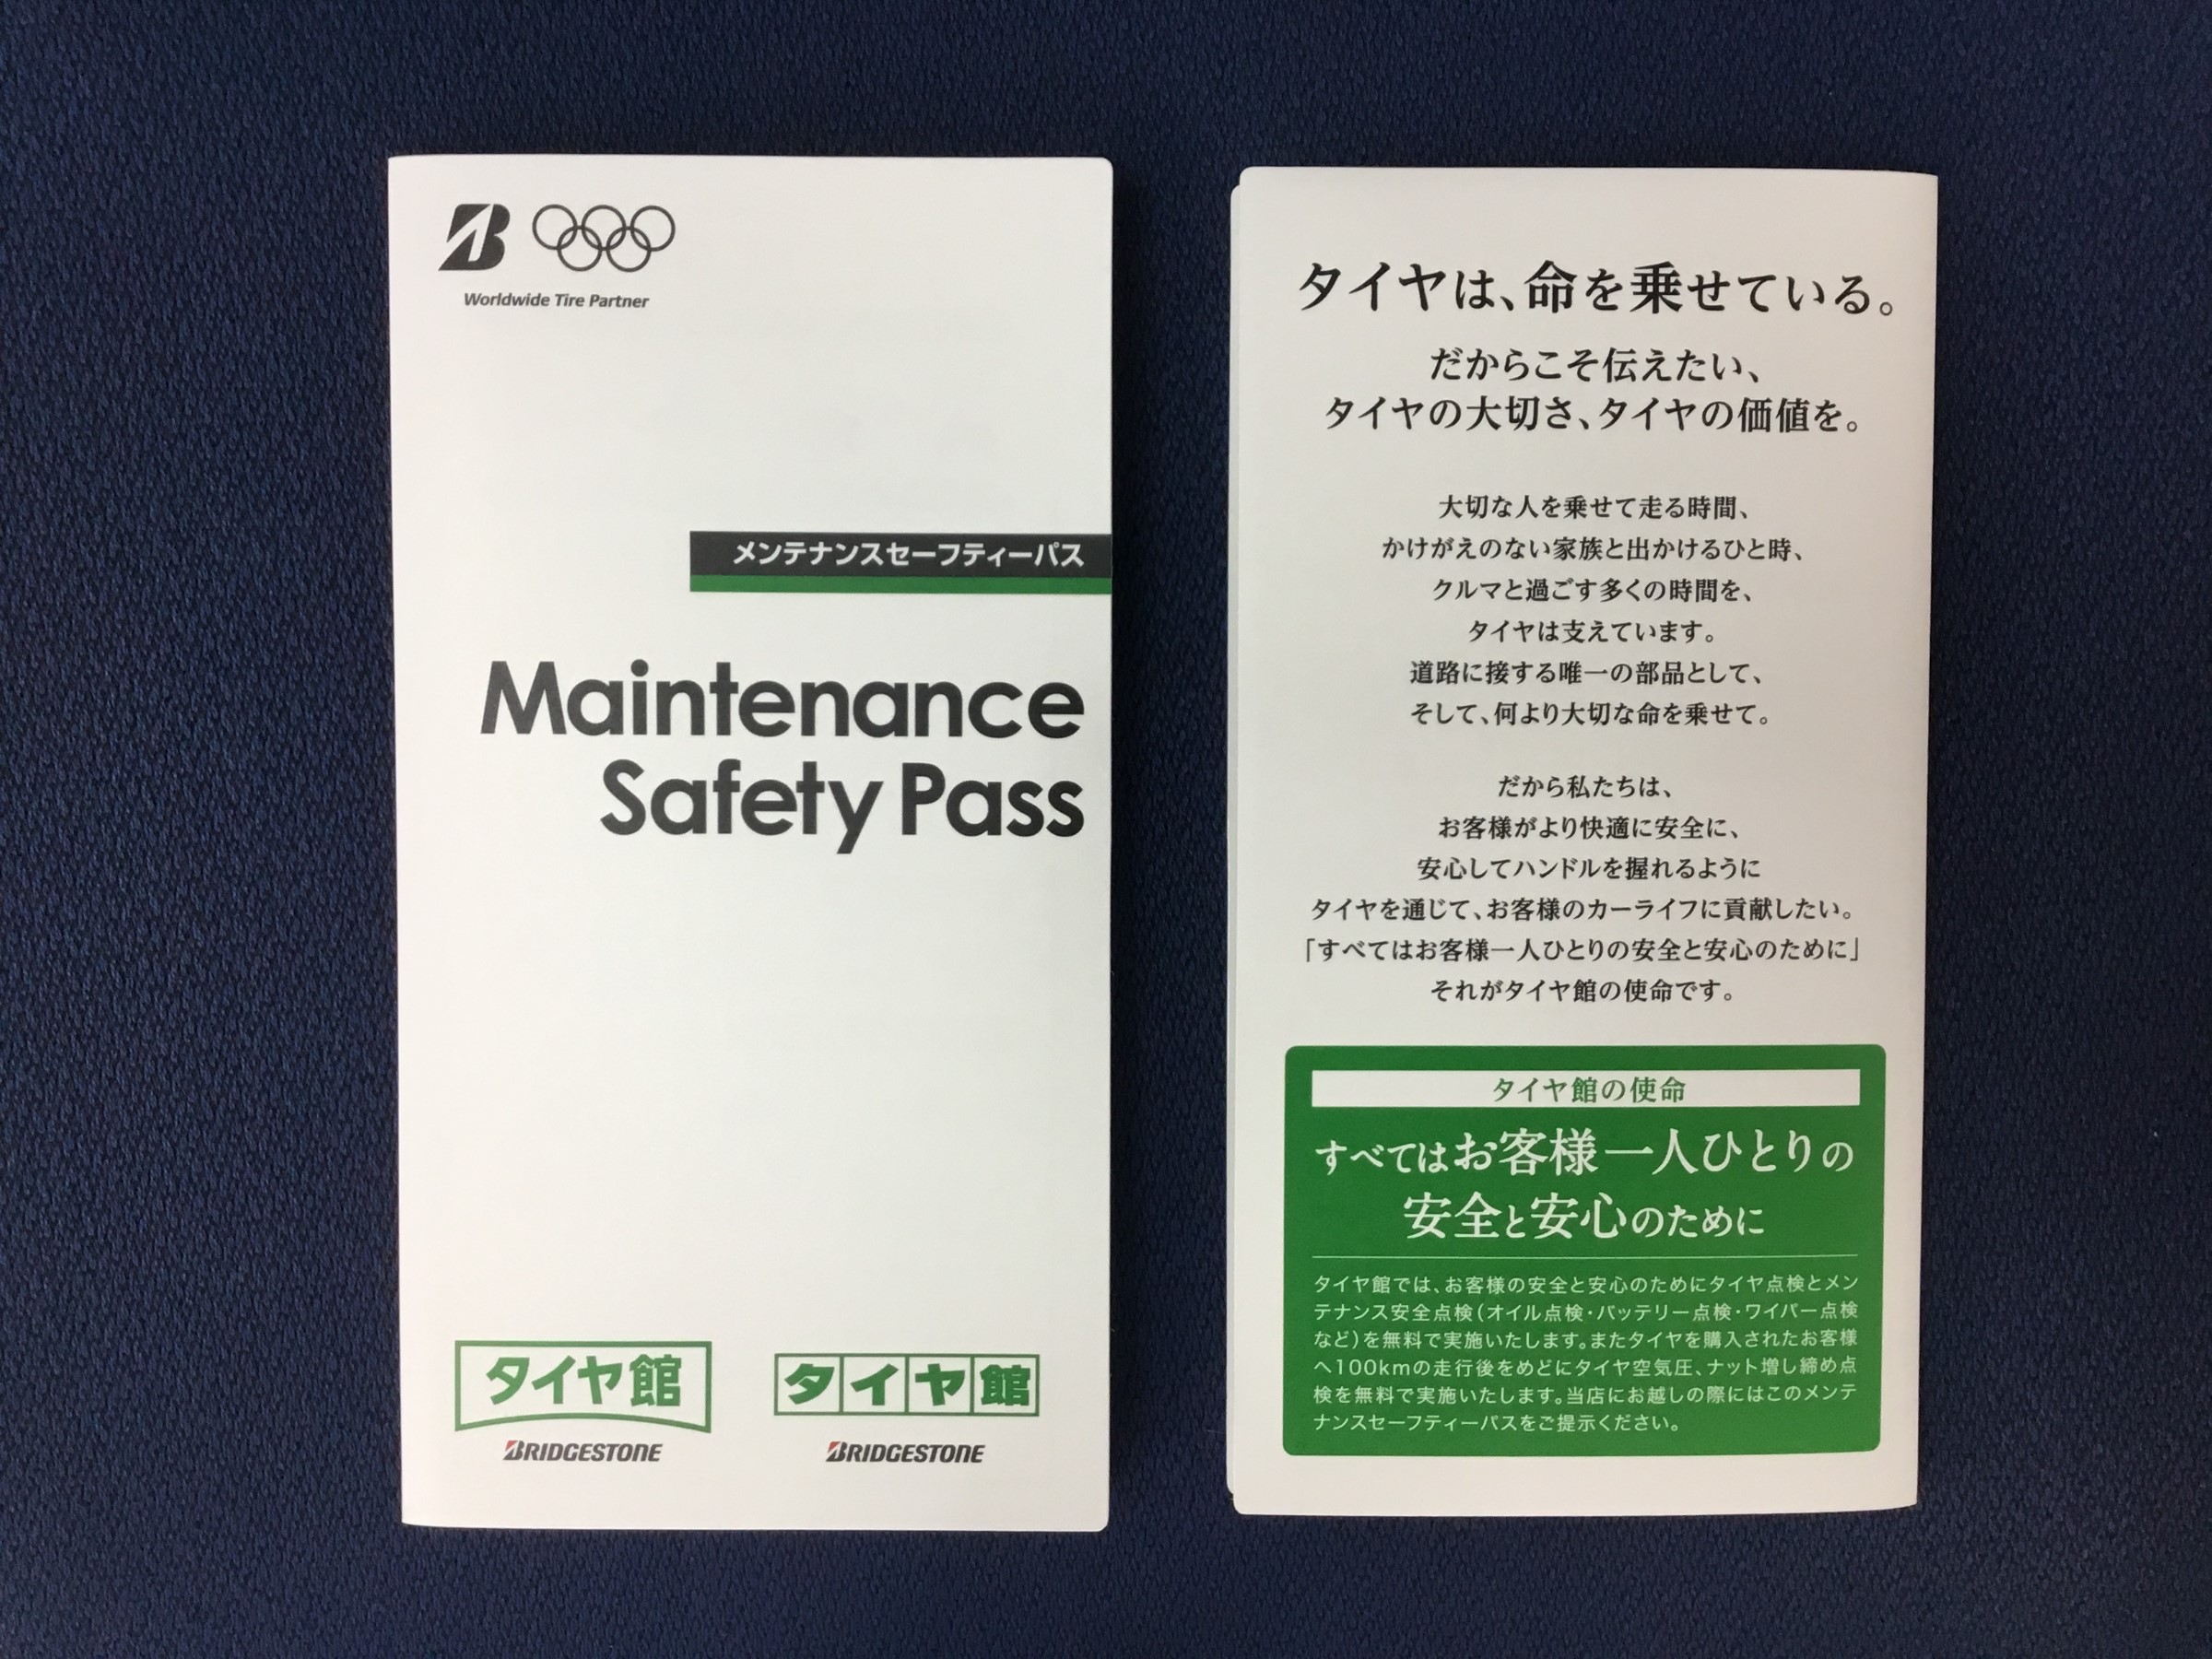 Worldwide Tire Partner
メンテナンスセーフティーパス
Maintenance
Safety Pass
タイヤ館
BRIDGESTONE
タイヤ館
BRIDGESTONE
タイヤは、命を乗せている。
だからこそ伝えたい、
タイヤの大切さ、タイヤの価値を。
大切な人を乗せて走る時間、
かけがえのない家族と出かけるひと時、
クルマと過ごす多くの時間を、
タイヤは支えています。
道路に接する唯一の部品として、
そして、何より大切な命を乗せて。
だから私たちは、
お客様がより快適に安全に、
安心してハンドルを握れるように
タイヤを通じて、お客様のカーライフに貢献したい。
「すべてはお客様一人ひとりの安全と安心のために」
それがタイヤ館の使命です。
タイヤ館の使命
すべてはお客様一人ひとりの
安全と安心のために
タイヤ館では、お客様の安全と安心のためにタイヤ点検とメン
テナンス安全点検(オイル点検・バッテリー点検・ワイパー点検
など)を無料で実施いたします。またタイヤを購入されたお客様
へ100kmの走行後をめどにタイヤ空気圧、ナット増し締め点
検を無料で実施いたします。当店にお越しの際にはこのメンテ
ナンスセーフティーパスをご提示ください。